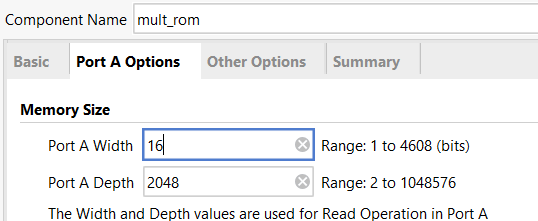 Component Name mult_rom
Basic Port A Options Other Options Summary
Memory Size
Port A Width 16 Range: 1 to 4608 (bits)
Port A Depth 2048 Range: 2 to 1048576
The Width and Depth values are used for Read Operation in Port A